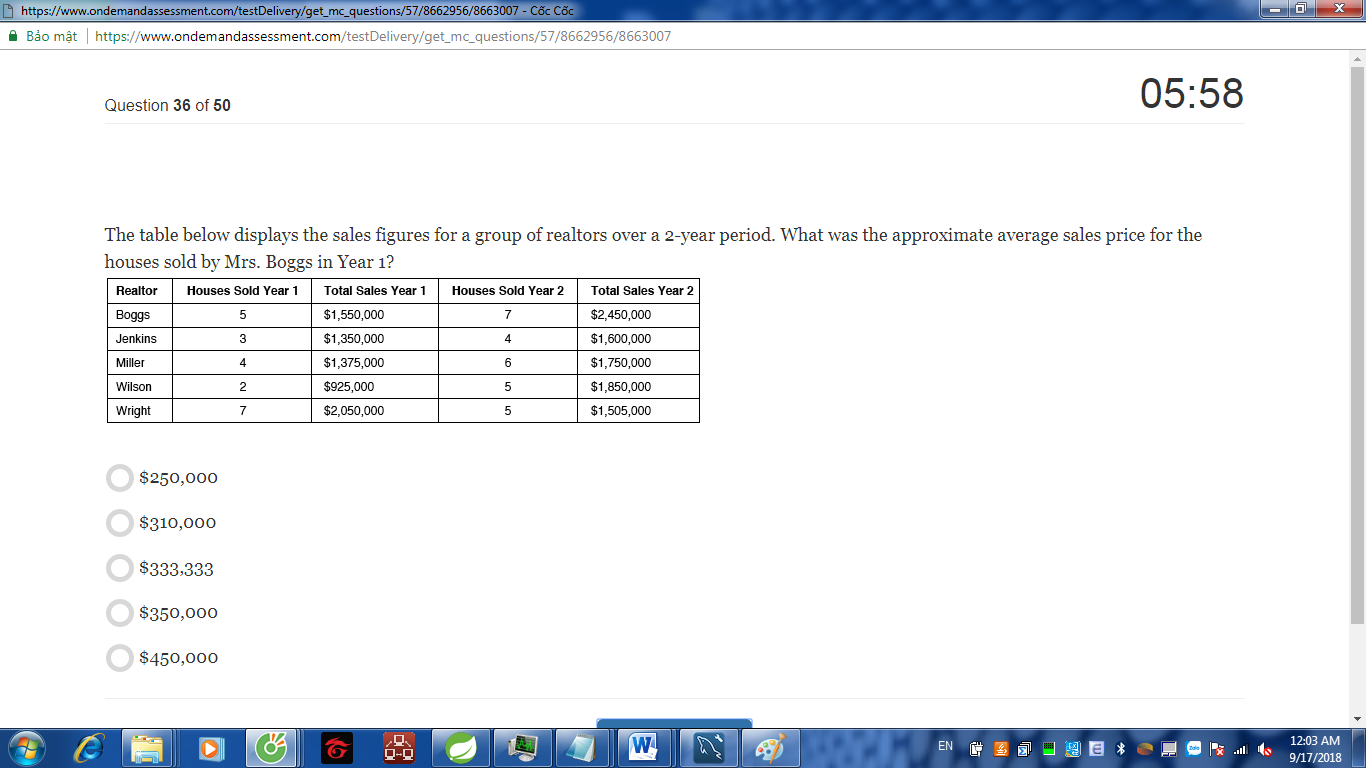 https://www.ondemandassessment.com/testDelivery/get_mc_questions/57/8662956/8663007 - Cốc Cốc
Bảo mật | https://www.ondemandassessment.com/testDelivery/get_mc_questions/57/8662956/8663007
05:58
Question 36 of 50
The table below displays the sales figures for a group of realtors over a 2-year period. What was the approximate average sales price for the
houses sold by Mrs. Boggs in Year 1?
Realtor Houses Sold Year 1 Total Sales Year 1 Houses Sold Year 2 Total Sales Year 2
Boggs 5 $1,550,000 7 $2,450,000
Jenkins 3 $1,350,000 4 $1,600,000
Miller 4 $1,375,000 6 $1,750,000
Wilson 2 $925,000 5 $1,850,000
Wright 7 $2,050,000 5 $1,505,000
$250,000
$310,000
$333,333
$350,000
$450,000
EN
12:03 AM
9/17/2018